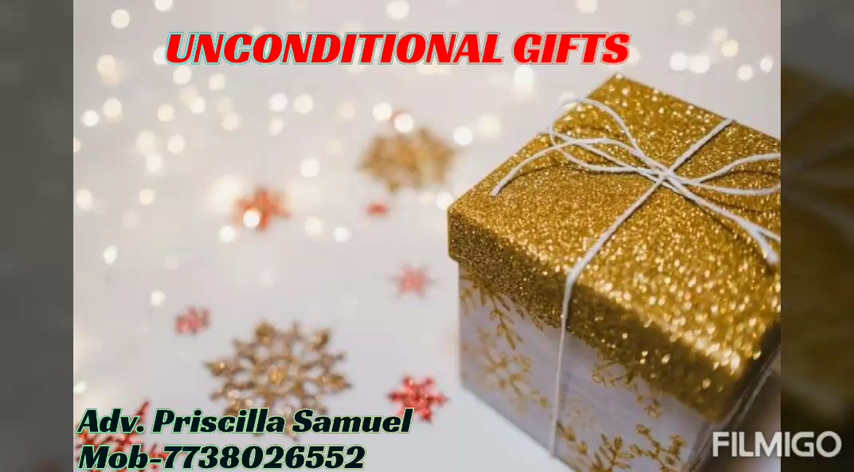 UNCONDITIONAL GIFTS
Adv. Priscilla Samuel
Mob-7738026552
FILMIGO